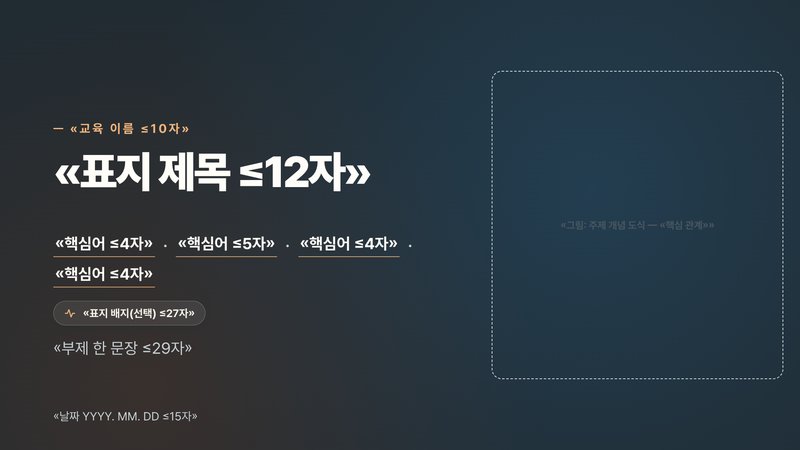 — «교육 이름 ≤10자»
«표지 제목 ≤12자»
«핵심어 ≤4자» · «핵심어 ≤5자» · «핵심어 ≤4자» ·
«핵심어 ≤4자»
«표지 배지(선택) ≤27자»
«부제 한 문장 ≤29자»
«날짜 YYYY. MM. DD ≤15자»
«그림: 주제 개념 도식 — «핵심 관계»»